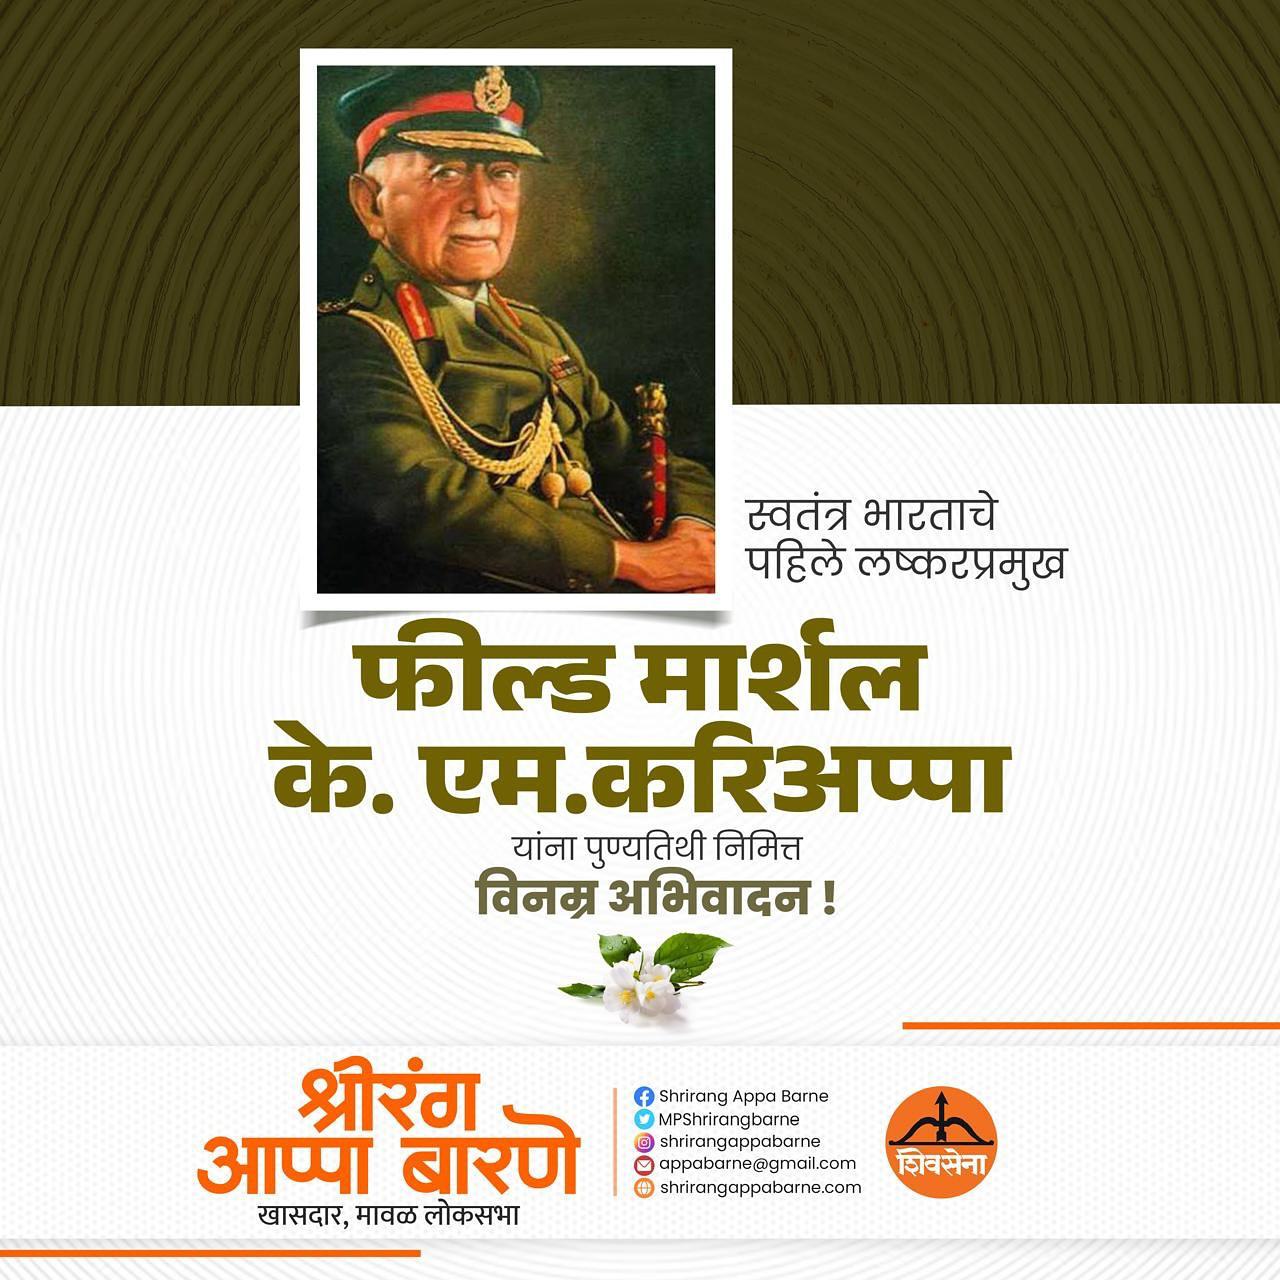 स्वतंत्र भारताचे
पहिले लष्करप्रमुख
फील्ड मार्शल
के. एम.करिअप्पा
यांना पुण्यतिथी निमित्त
विनम्र अभिवादन !
श्रीरंग
आप्पा बारणे
खासदार, मावळ लोकसभा
Shrirang Appa Barne
MPShrirangbarne
shrirangappabarne
appabarne@gmail.com
shrirangappabarne.com
शिवसेना